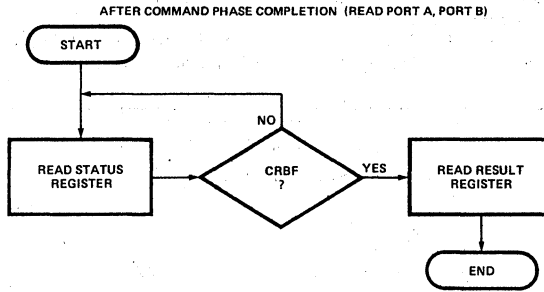 AFTER COMMAND PHASE COMPLETION (READ PORT A, PORT B)
START
NO
READ STATUS
REGISTER
CRBF
?
YES
READ RESULT
REGISTER
END